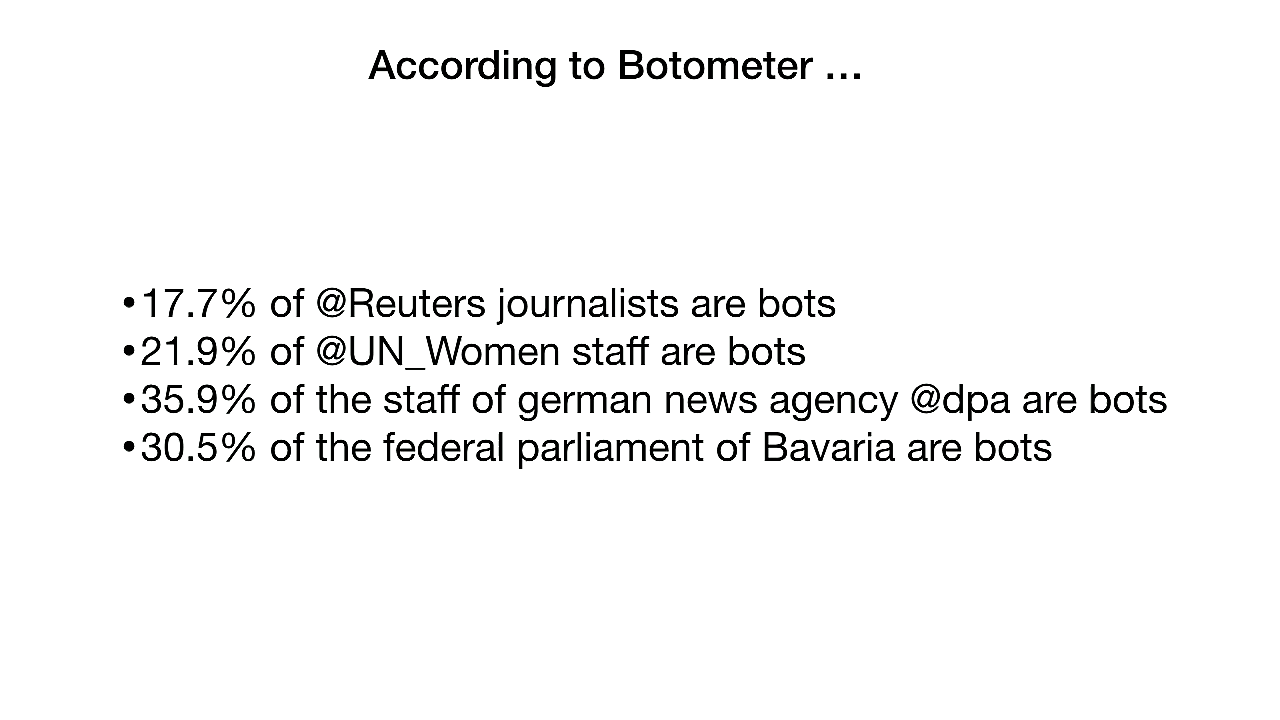 According to Botometer …
•17.7% of @Reuters journalists are bots
•21.9% of @UN_Women staff are bots
•35.9% of the staff of german news agency @dpa are bots
•30.5% of the federal parliament of Bavaria are bots